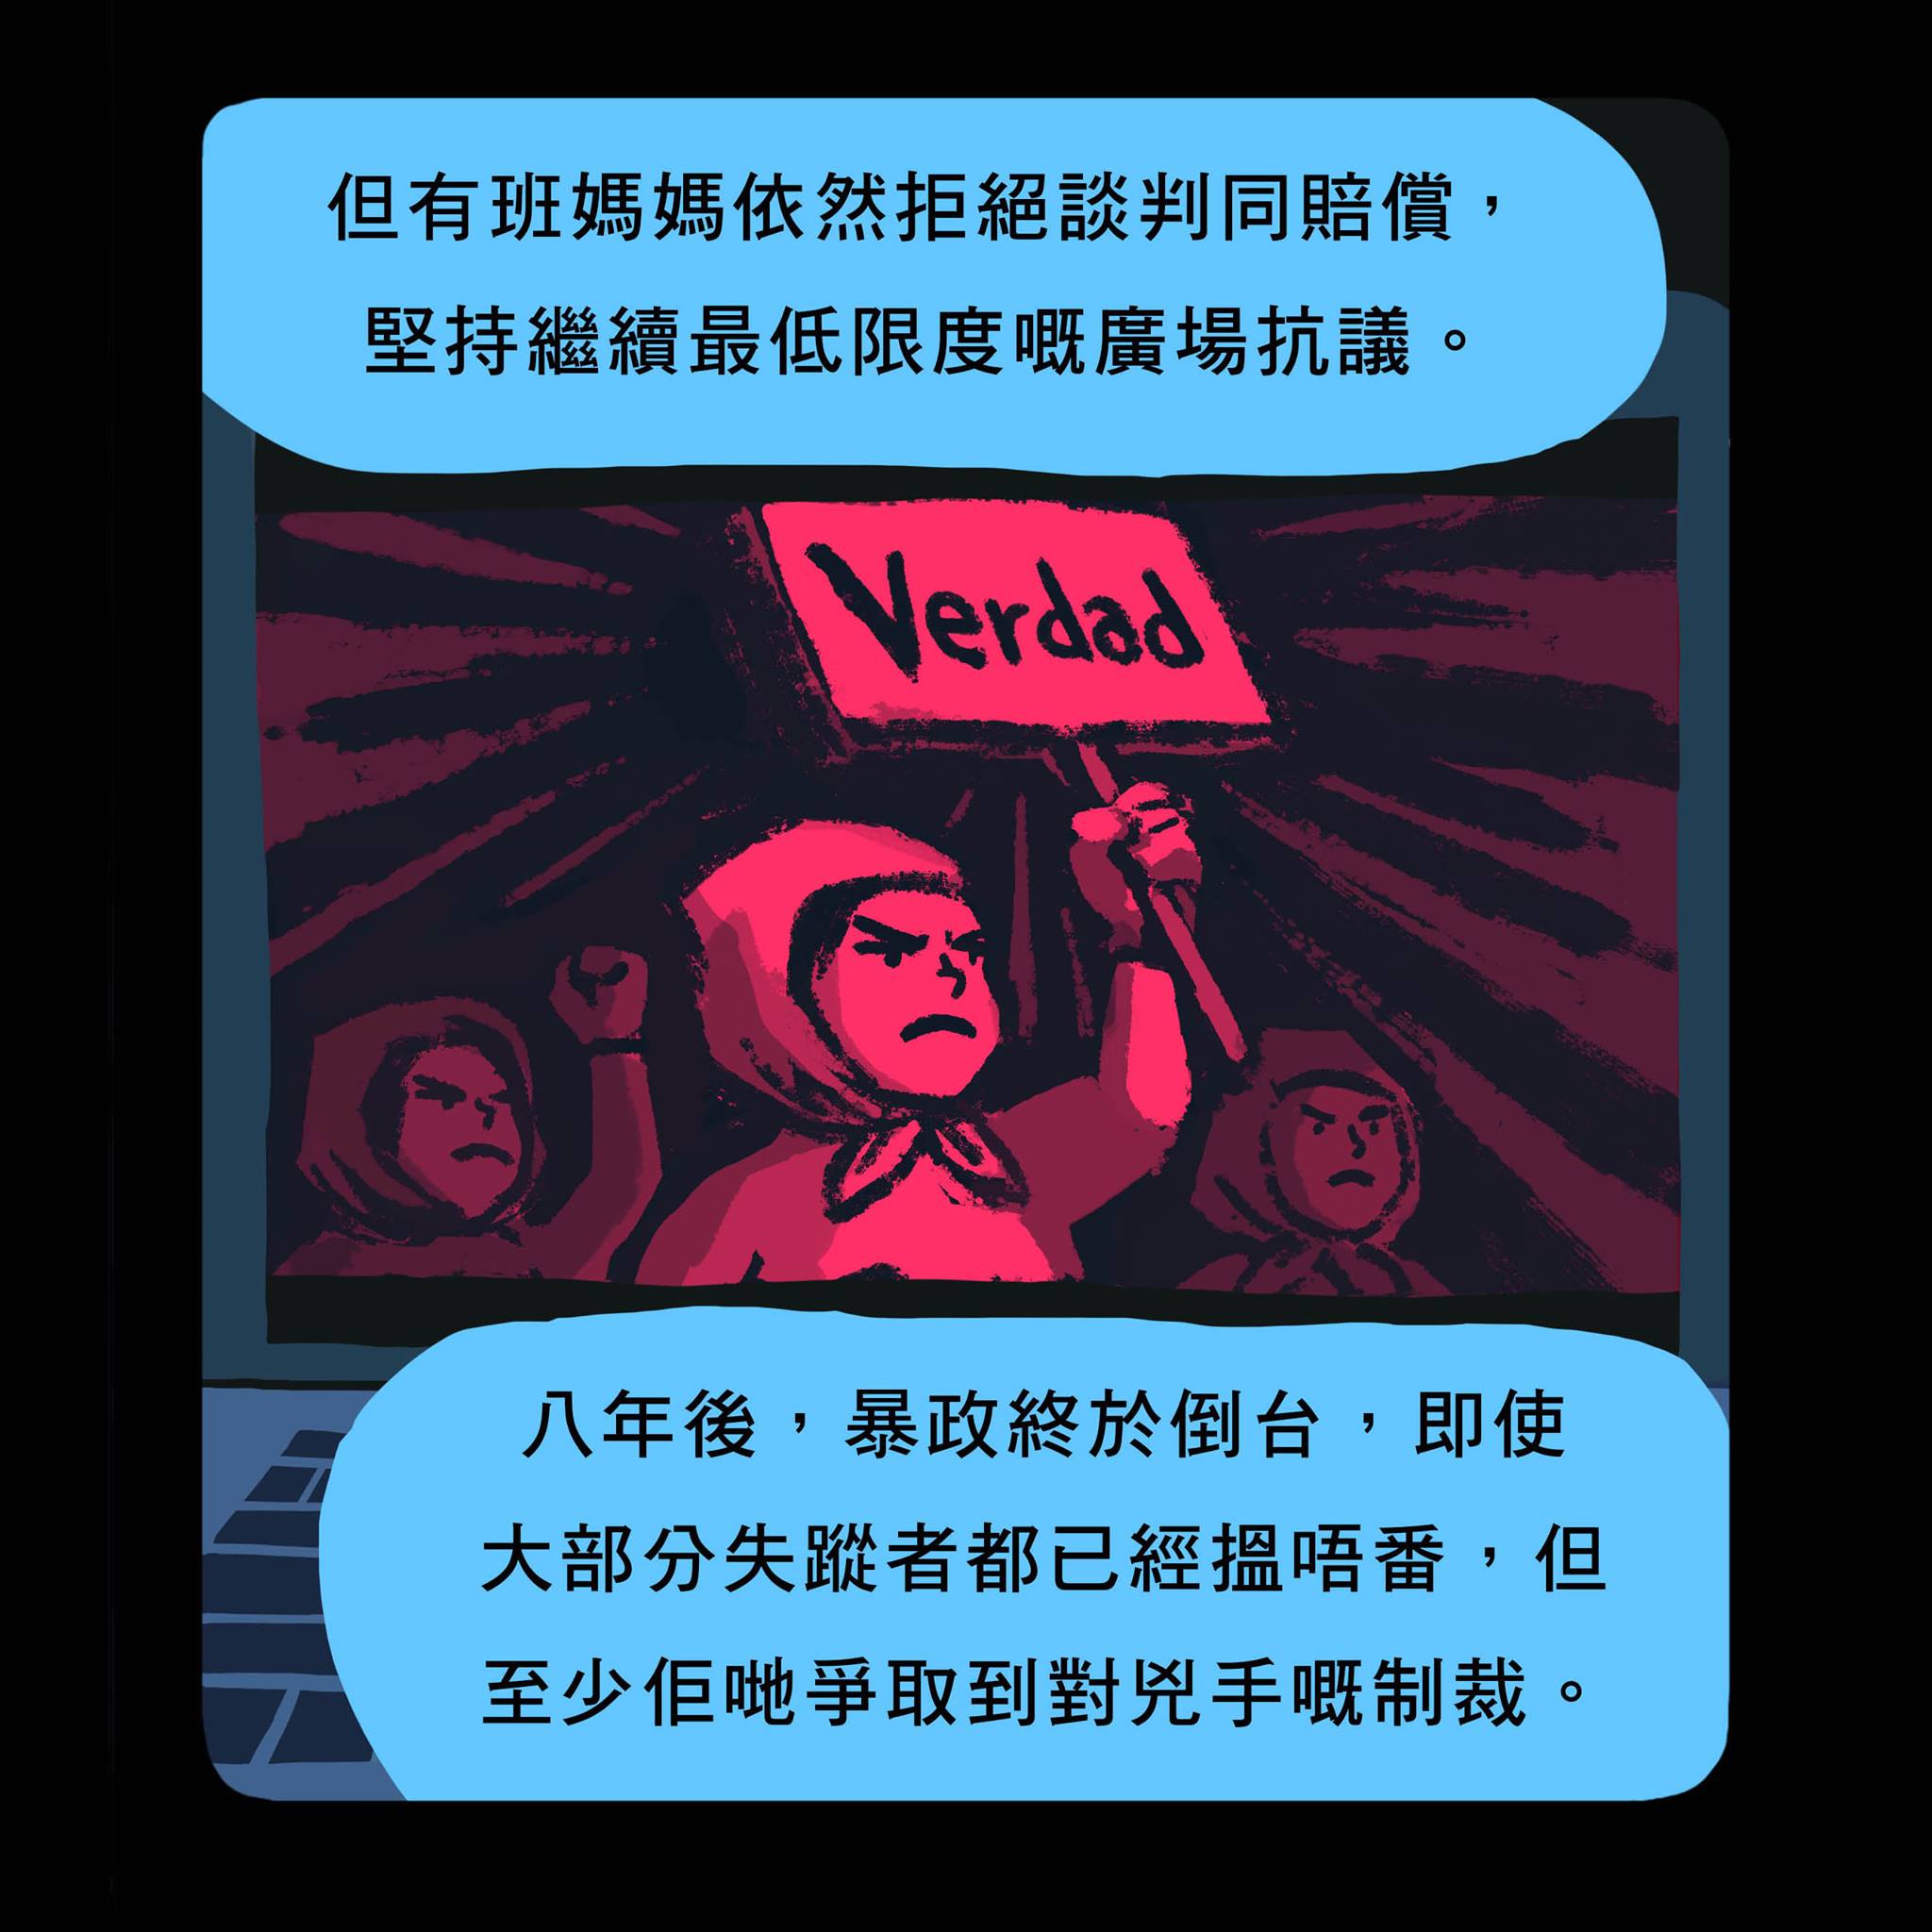 但有班媽媽依然拒絕談判同賠償，
堅持繼續最低限度嘅廣場抗議。
Verdad
八年後，暴政終於倒台，即使
大部分失蹤者都已經搵唔番，但
至少佢哋爭取到對兇手嘅制裁。